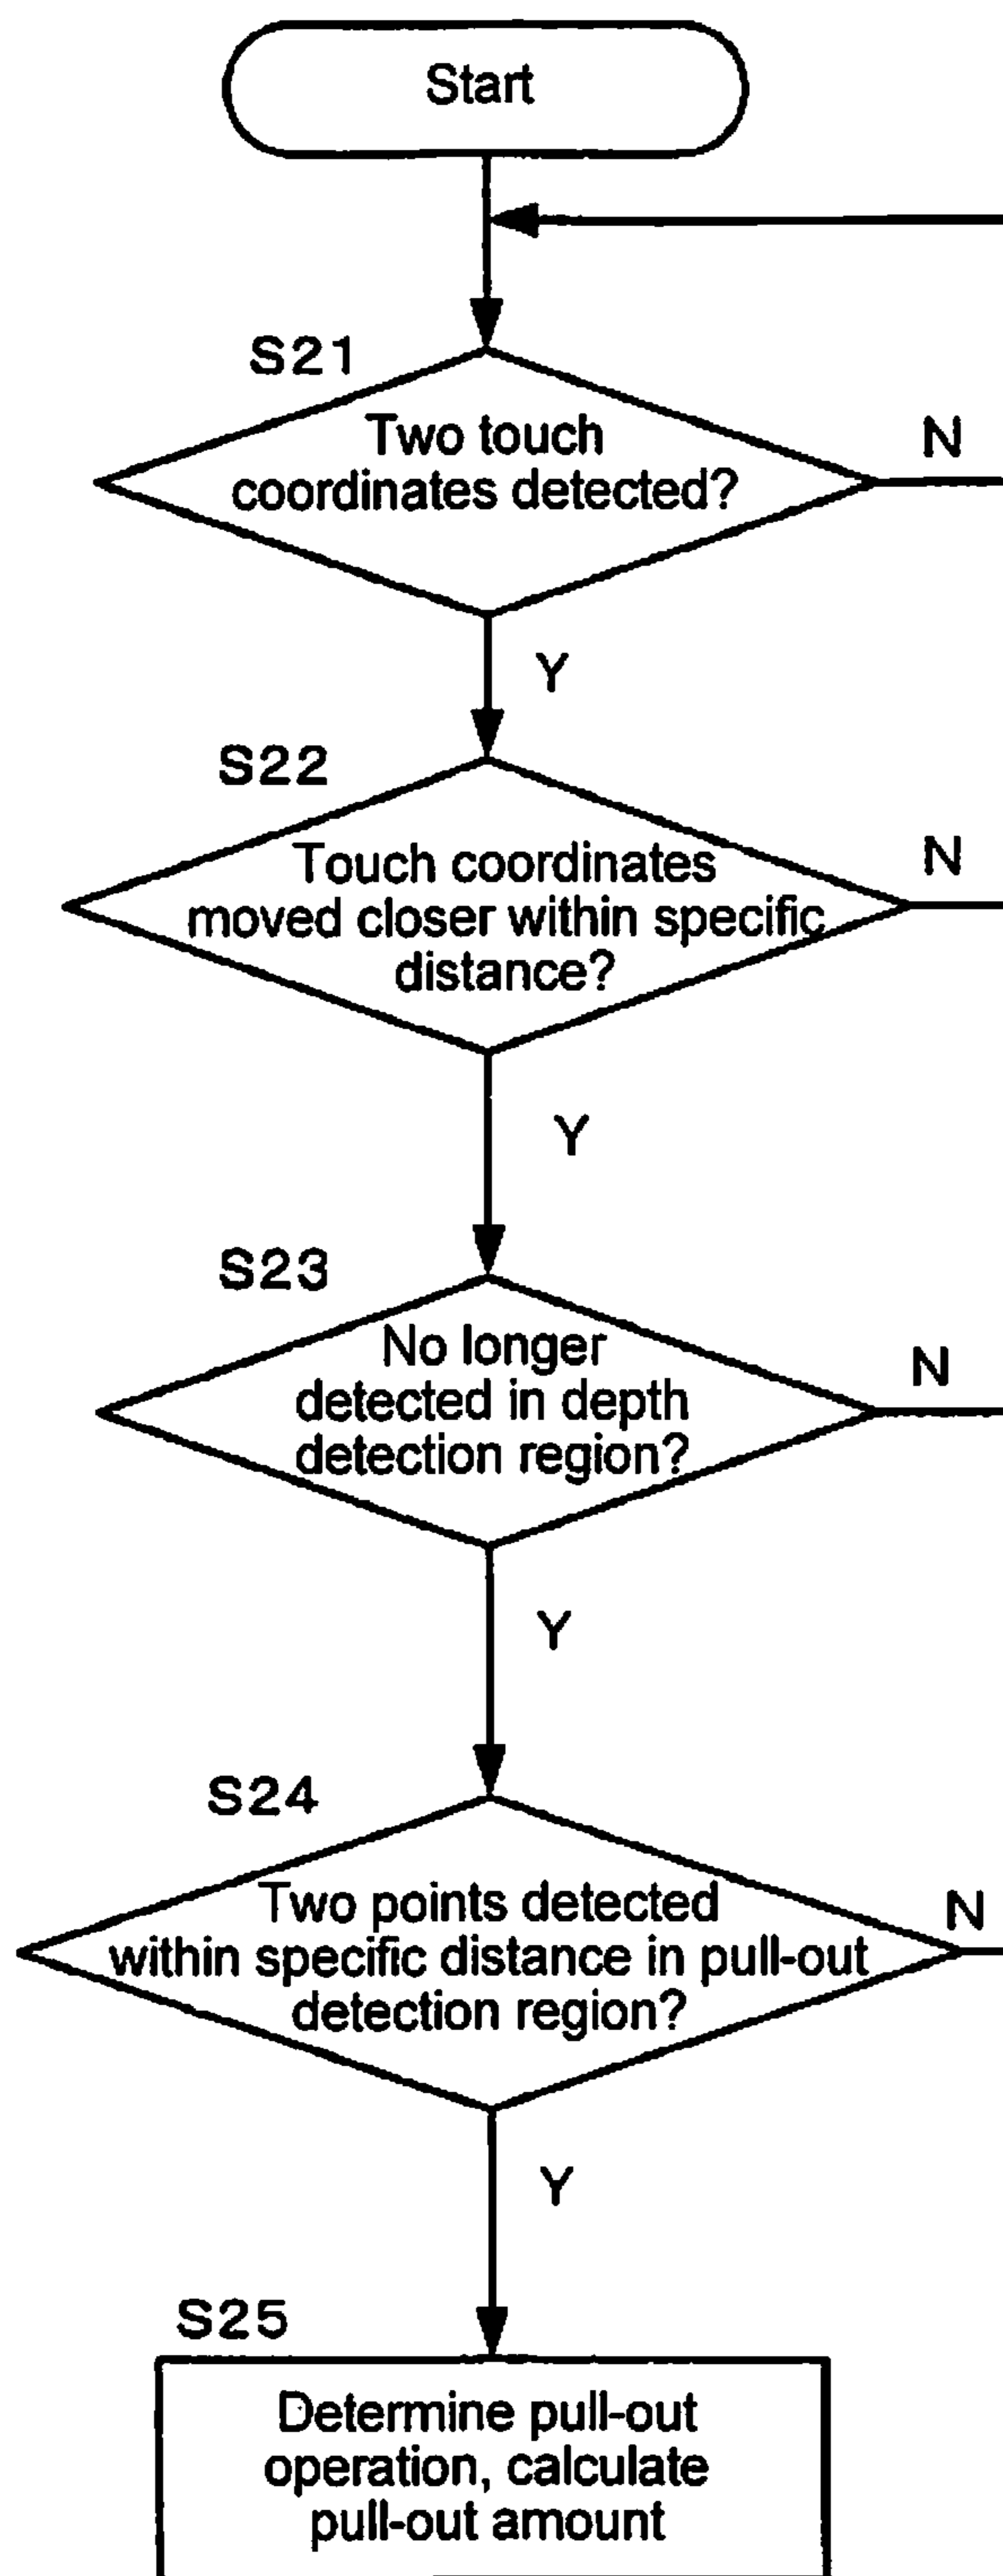 Start
S21
Two touch
coordinates detected?
N
Y
S22
Touch coordinates
moved closer within specific
distance?
N
Y
S23
No longer
detected in depth
detection region?
N
Y
S24
Two points detected
within specific distance in pull-out
detection region?
N
Y
S25
Determine pull-out
operation, calculate
pull-out amount